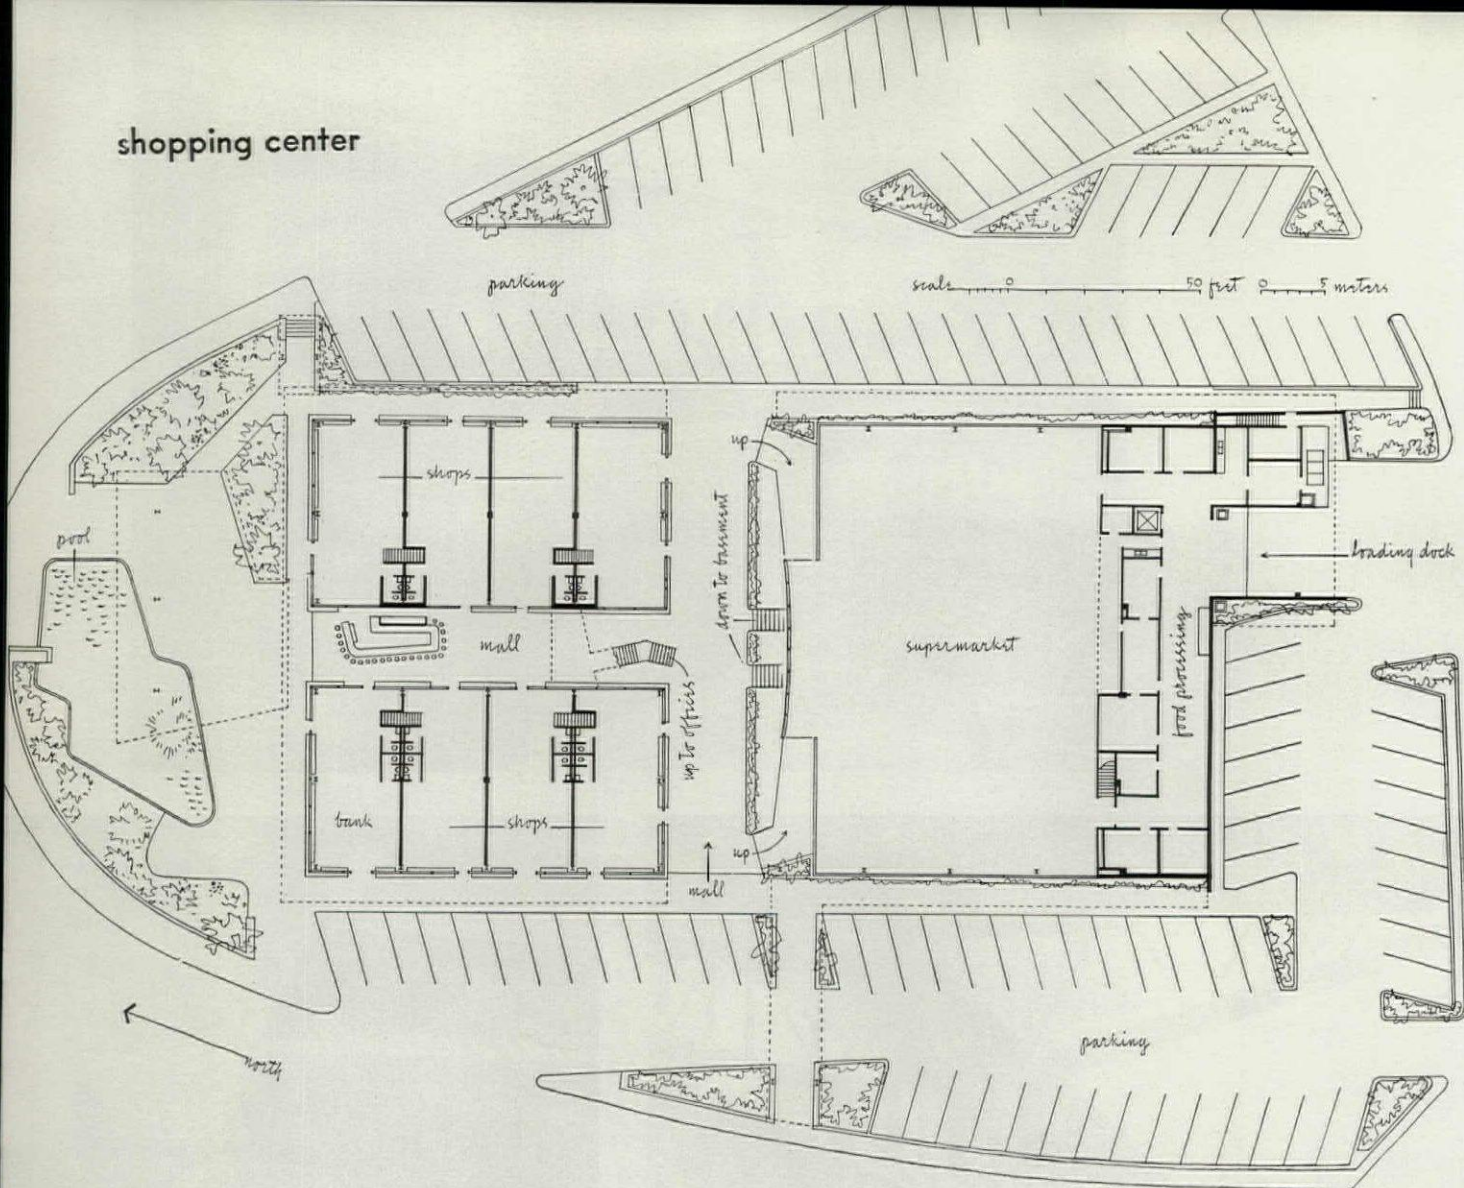 shopping center
parking
scale 0 50 feet 0 5 meters
up
shops
down to basement
pool
loading dock
mall
supermarket
food processing
up to offices
bank
shops
up
mall
parking
north